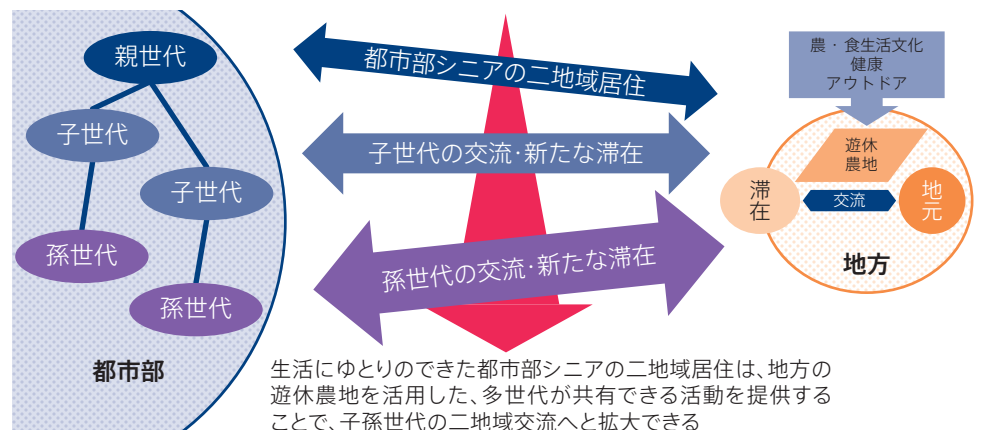 親世代
子世代
子世代
孫世代
孫世代
都市部
都市部シニアの二地域居住
子世代の交流・新たな滞在
孫世代の交流・新たな滞在
農・食生活文化
健康
アウトドア
遊休
農地
滞在
交流
地元
地方
生活にゆとりのできた都市部シニアの二地域居住は、地方の
遊休農地を活用した、多世代が共有できる活動を提供する
ことで、子孫世代の二地域交流へと拡大できる